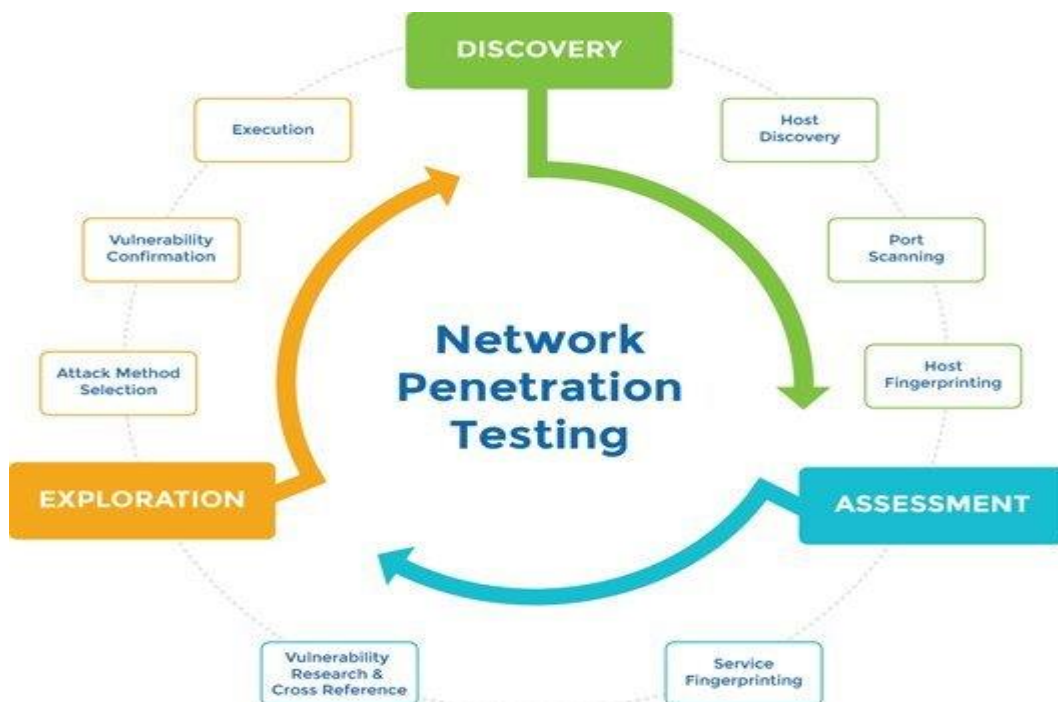 DISCOVERY
Host
Discovery
Port
Scanning
Host
Fingerprinting
ASSESSMENT
Service
Fingerprinting
Vulnerability
Research &
Cross Reference
EXPLORATION
Attack Method
Selection
Vulnerability
Confirmation
Execution
Network
Penetration
Testing